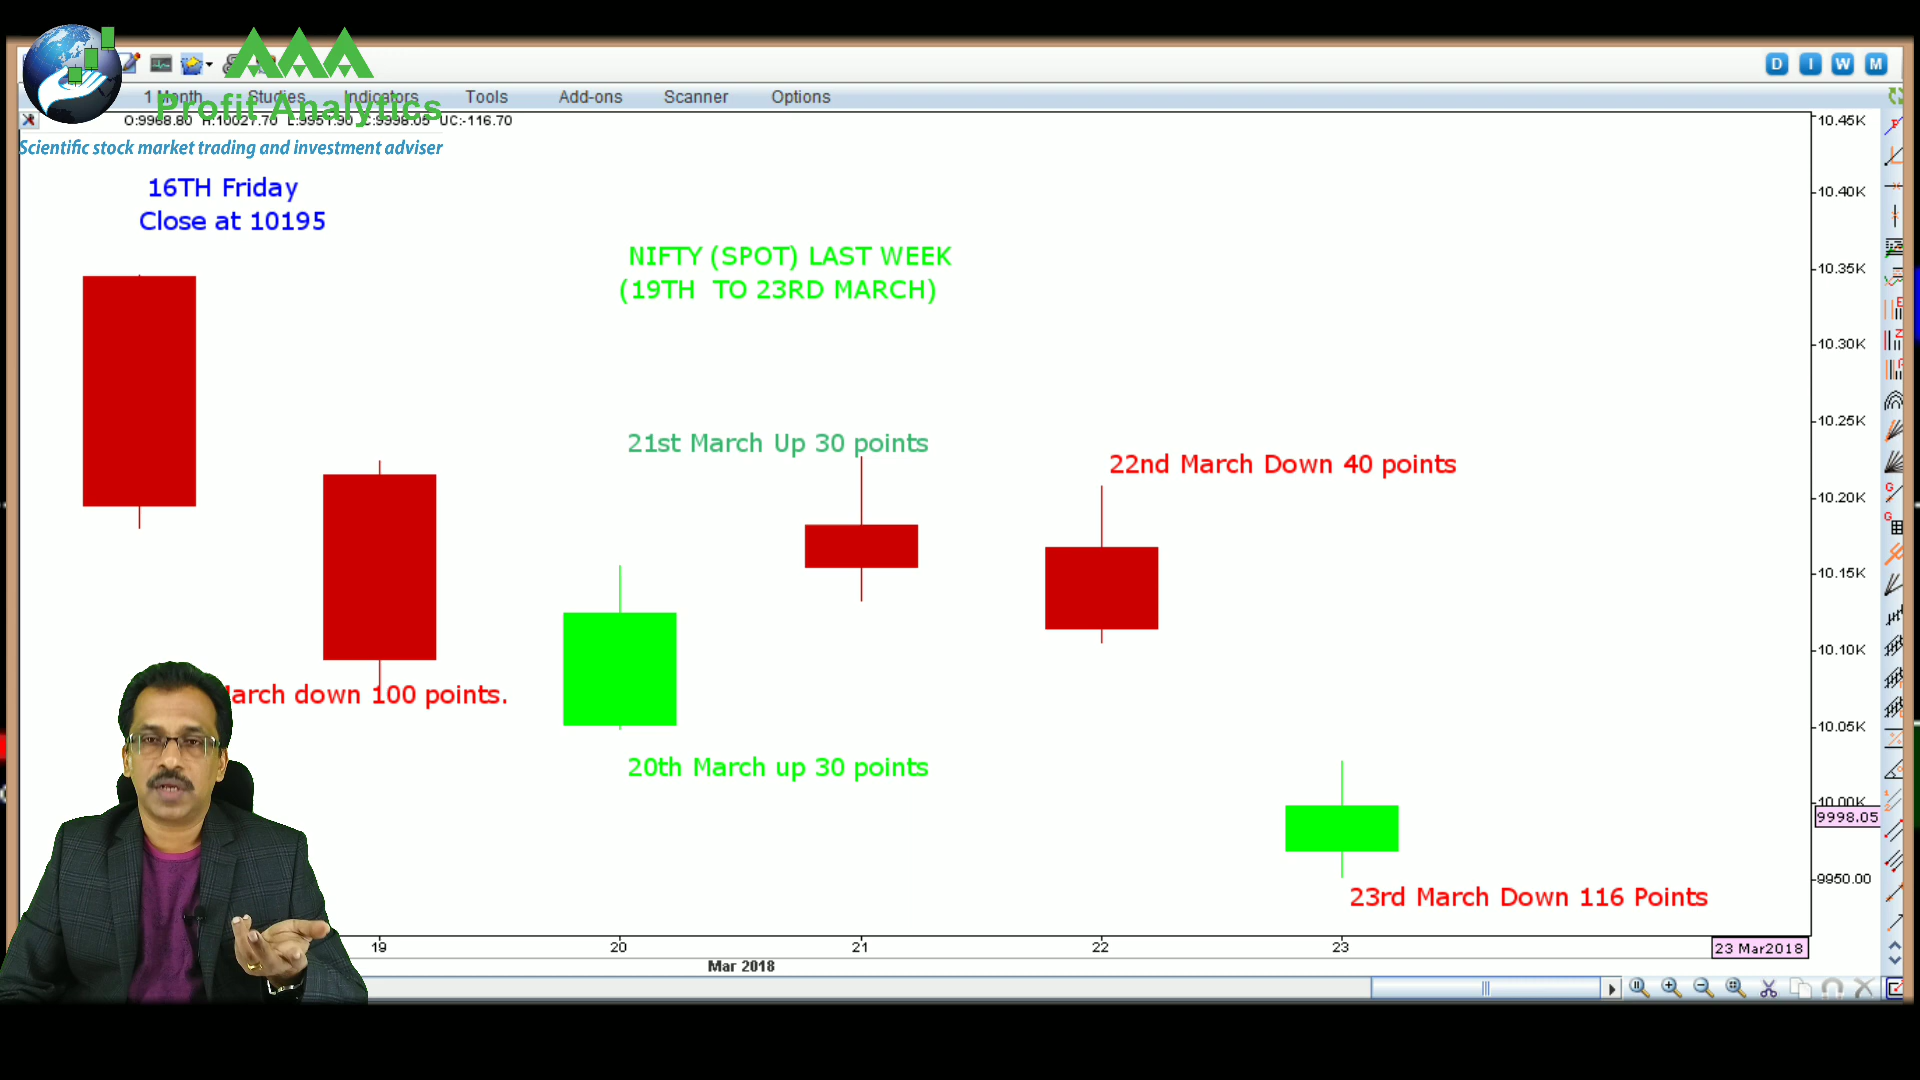 D I W M
1 Month Studies Indicators Tools Add-ons Scanner Options
Profit Analytics
O:9968.80 H:10027.70 L:9951.90 C:9998.05 UC:-116.70
Scientific stock market trading and investment adviser
16TH Friday
Close at 10195
NIFTY (SPOT) LAST WEEK
(19TH TO 23RD MARCH)
21st March Up 30 points
22nd March Down 40 points
March down 100 points.
20th March up 30 points
23rd March Down 116 Points
10.45K
10.40K
10.35K
10.30K
10.25K
10.20K
10.15K
10.10K
10.05K
10.00K
9998.05
9950.00
19 20 21 22 23 23 Mar2018
Mar 2018